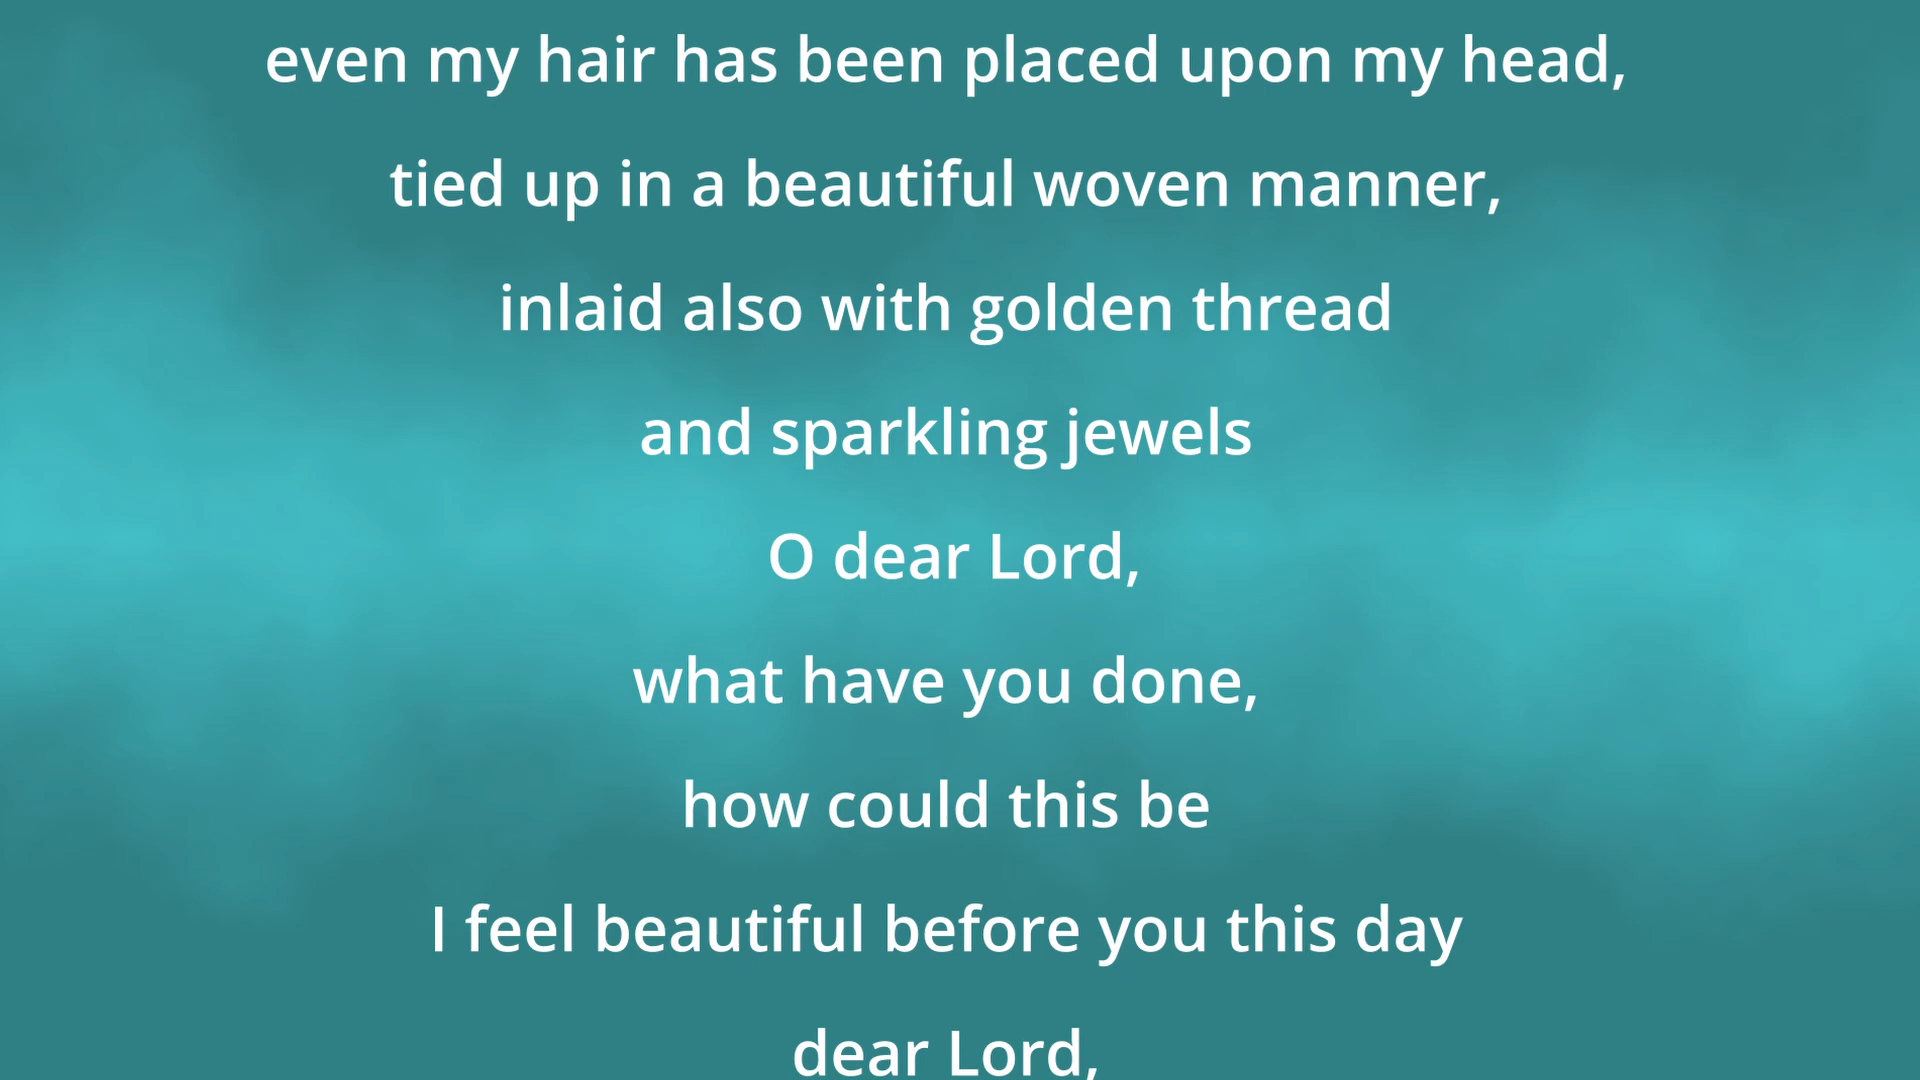 even my hair has been placed upon my head,
tied up in a beautiful woven manner,
inlaid also with golden thread
and sparkling jewels
O dear Lord,
what have you done,
how could this be
I feel beautiful before you this day
dear Lord,